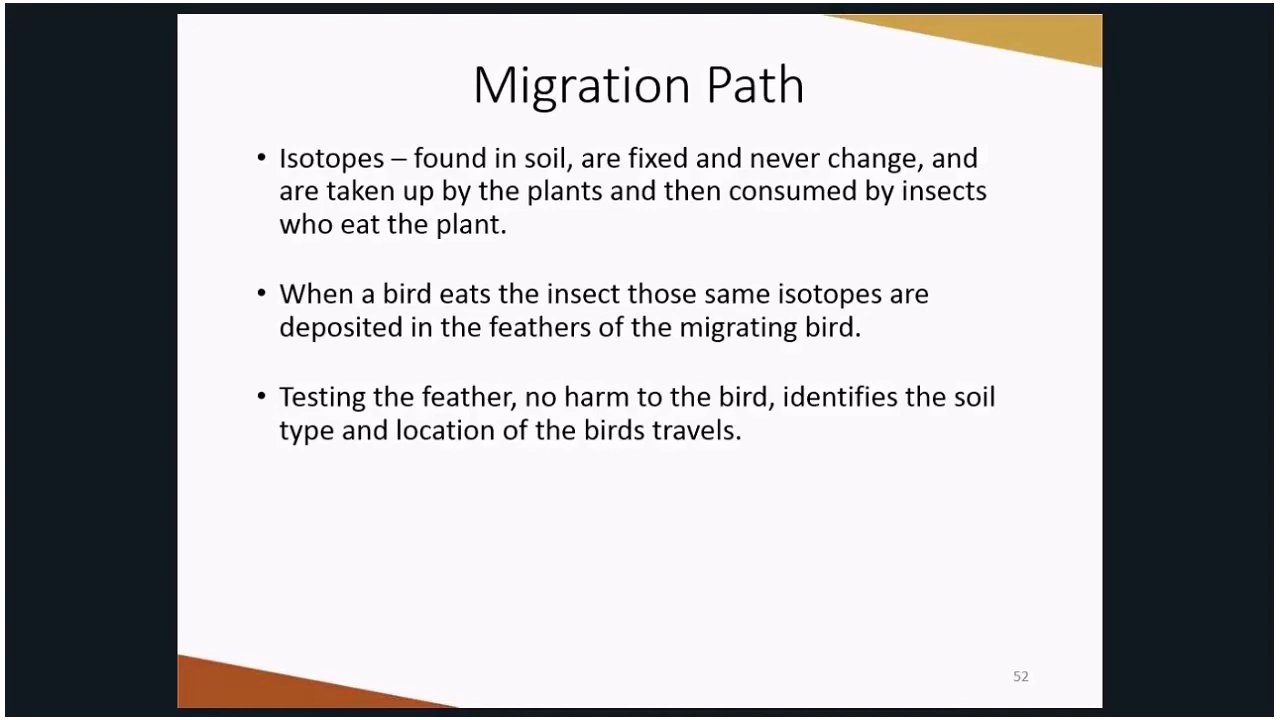 Migration Path
• Isotopes – found in soil, are fixed and never change, and
are taken up by the plants and then consumed by insects
who eat the plant.
• When a bird eats the insect those same isotopes are
deposited in the feathers of the migrating bird.
• Testing the feather, no harm to the bird, identifies the soil
type and location of the birds travels.
52